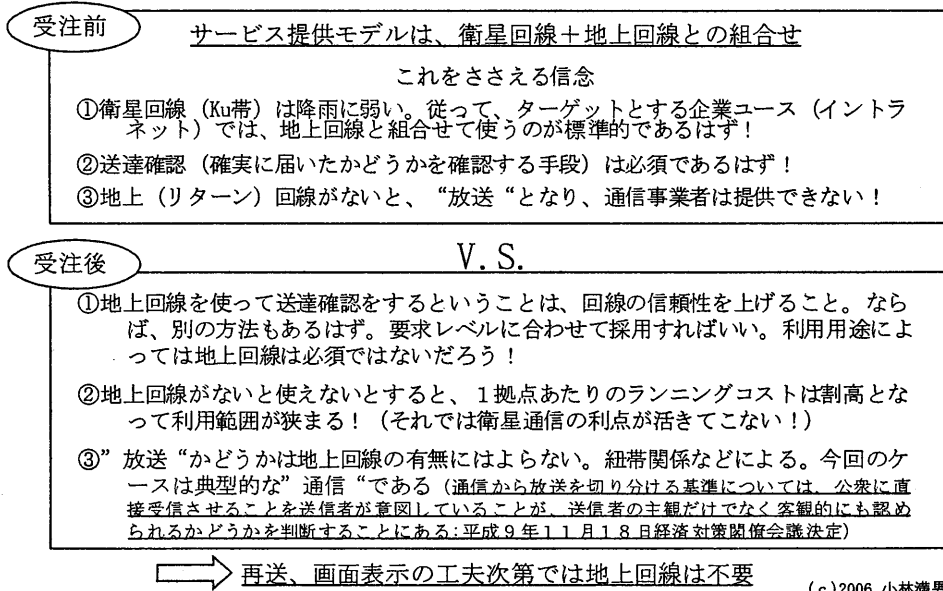 受注前
サービス提供モデルは、衛星回線＋地上回線との組合せ
これをささえる信念
①衛星回線（Ku帯）は降雨に弱い。従って、ターゲットとする企業ユース（イントラ
ネット）では、地上回線と組合せて使うのが標準的であるはず！
②送達確認（確実に届いたかどうかを確認する手段）は必須であるはず！
③地上（リターン）回線がないと、“放送“となり、通信事業者は提供できない！
V.S.
受注後
①地上回線を使って送達確認をするということは、回線の信頼性を上げること。なら
ば、別の方法もあるはず。要求レベルに合わせて採用すればいい。利用用途によ
っては地上回線は必須ではないだろう！
②地上回線がないと使えないとすると、１拠点あたりのランニングコストは割高とな
って利用範囲が狭まる！（それでは衛星通信の利点が活きてこない！）
③”放送“かどうかは地上回線の有無にはよらない。紐帯関係などによる。今回のケ
ースは典型的な”通信“である（通信から放送を切り分ける基準については、公衆に直
接受信させることを送信者が意図していることが、送信者の主観だけでなく客観的にも認め
られるかどうかを判断することにある:平成９年１１月１８日経済対策閣僚会議決定）
再送、画面表示の工夫次第では地上回線は不要
(c)2006 小林満男